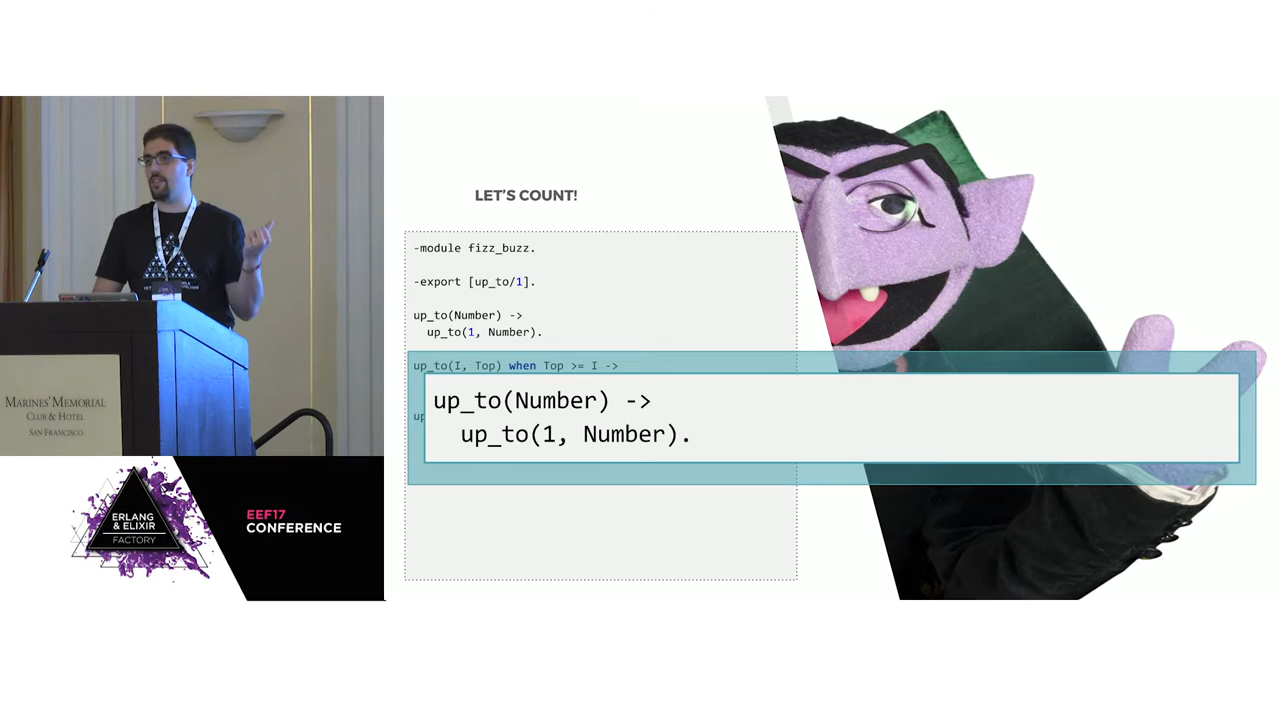 MARINES' MEMORIAL
CLUB & HOTEL
SAN FRANCISCO
ERLANG
& ELIXIR
FACTORY
EEF17
CONFERENCE
LET'S COUNT!
-module fizz_buzz.
-export [up_to/1].
up_to(Number) ->
up_to(1, Number).
up_to(I, Top) when Top >= I ->
up_to(Number) ->
up_to(1, Number).